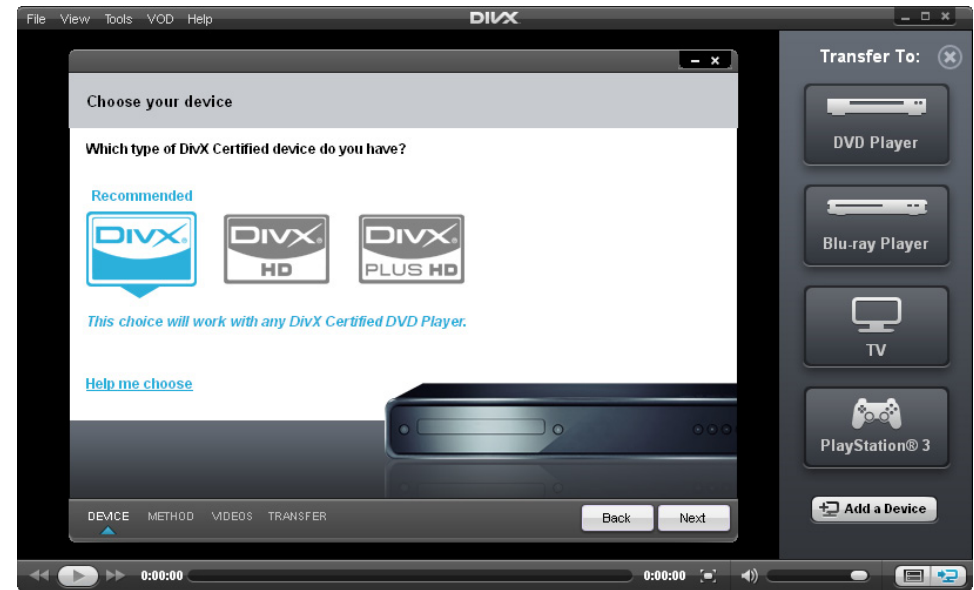 File View Tools VOD Help
DIVX
Transfer To:
Choose your device
Which type of DivX Certified device do you have?
Recommended
DIVX.
DIVX.
HD
DIVX.
PLUS HD
This choice will work with any DivX Certified DVD Player.
Help me choose
DEVICE METHOD VIDEOS TRANSFER
Back Next
DVD Player
Blu-ray Player
TV
PlayStation® 3
Add a Device
0:00:00
0:00:00